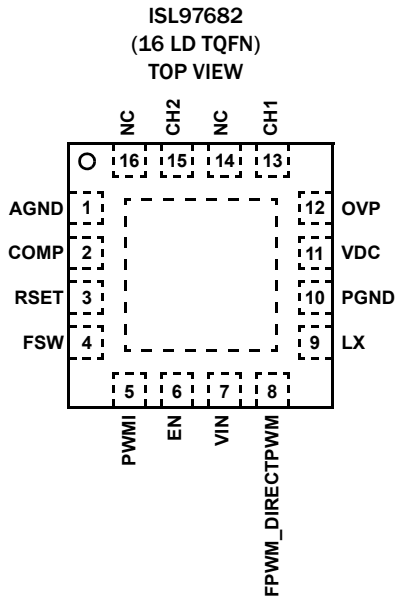 ISL97682
(16 LD TQFN)
TOP VIEW
NC
CH2
NC
CH1
16
15
14
13
AGND 1
12 OVP
COMP 2
11 VDC
RSET 3
10 PGND
FSW 4
9 LX
5
6
7
8
PWMI
EN
VIN
FPWM_DIRECTPWM